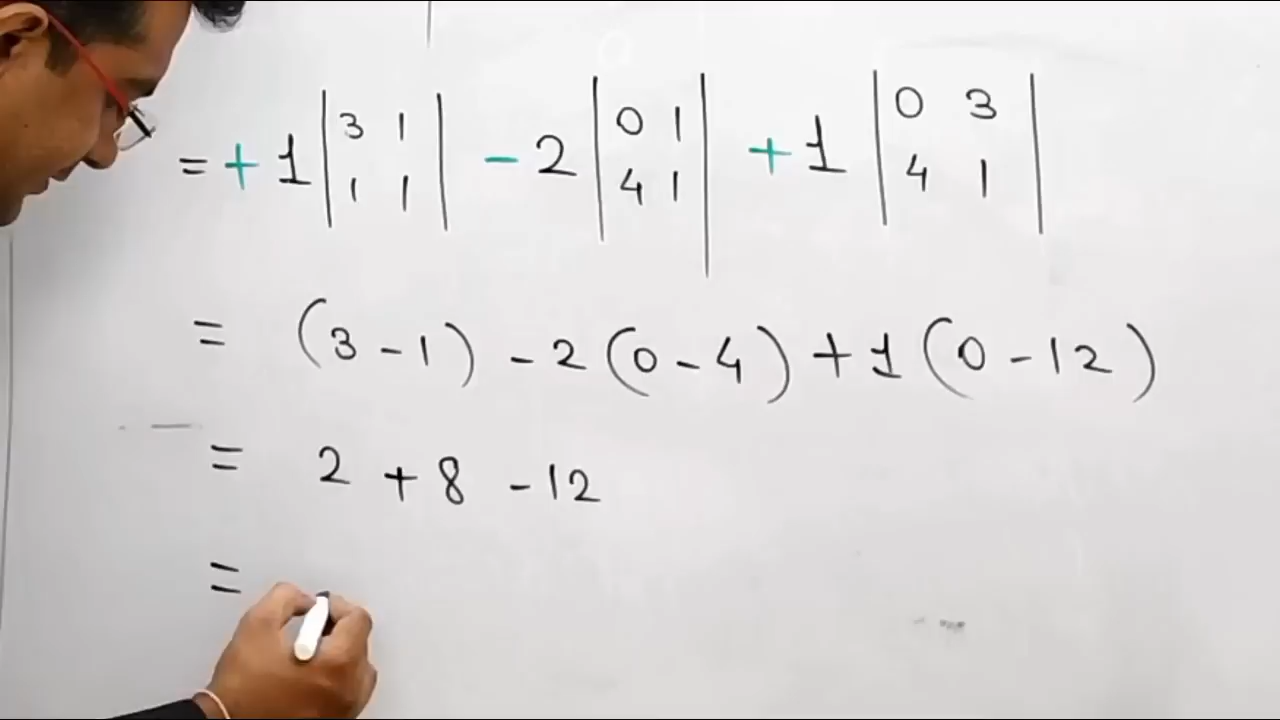 = +1 | 3 1 | - 2 | 0 1 | +1 | 0 3 |
| 1 1 | | 4 1 | | 4 1 |
= (3 - 1) - 2 (0 - 4) + 1 (0 - 12)
= 2 + 8 - 12
=